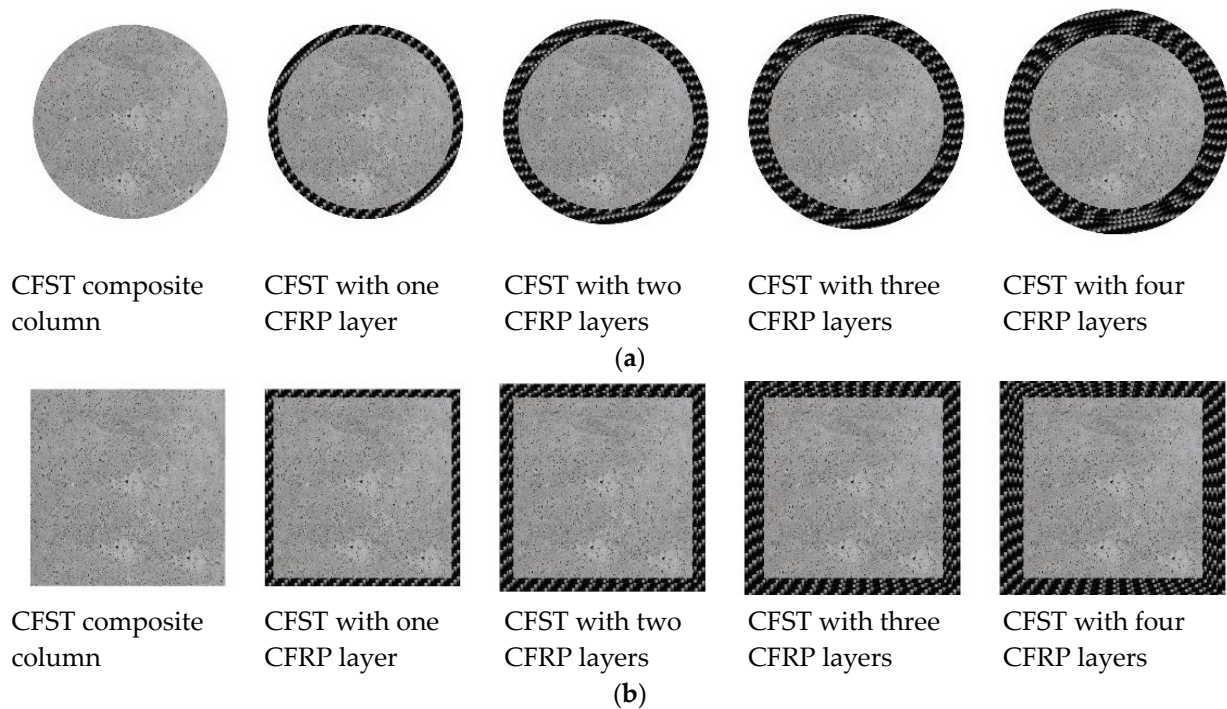 CFST composite
column
CFST with one
CFRP layer
CFST with two
CFRP layers
CFST with three
CFRP layers
CFST with four
CFRP layers
(a)
CFST composite
column
CFST with one
CFRP layer
CFST with two
CFRP layers
CFST with three
CFRP layers
CFST with four
CFRP layers
(b)